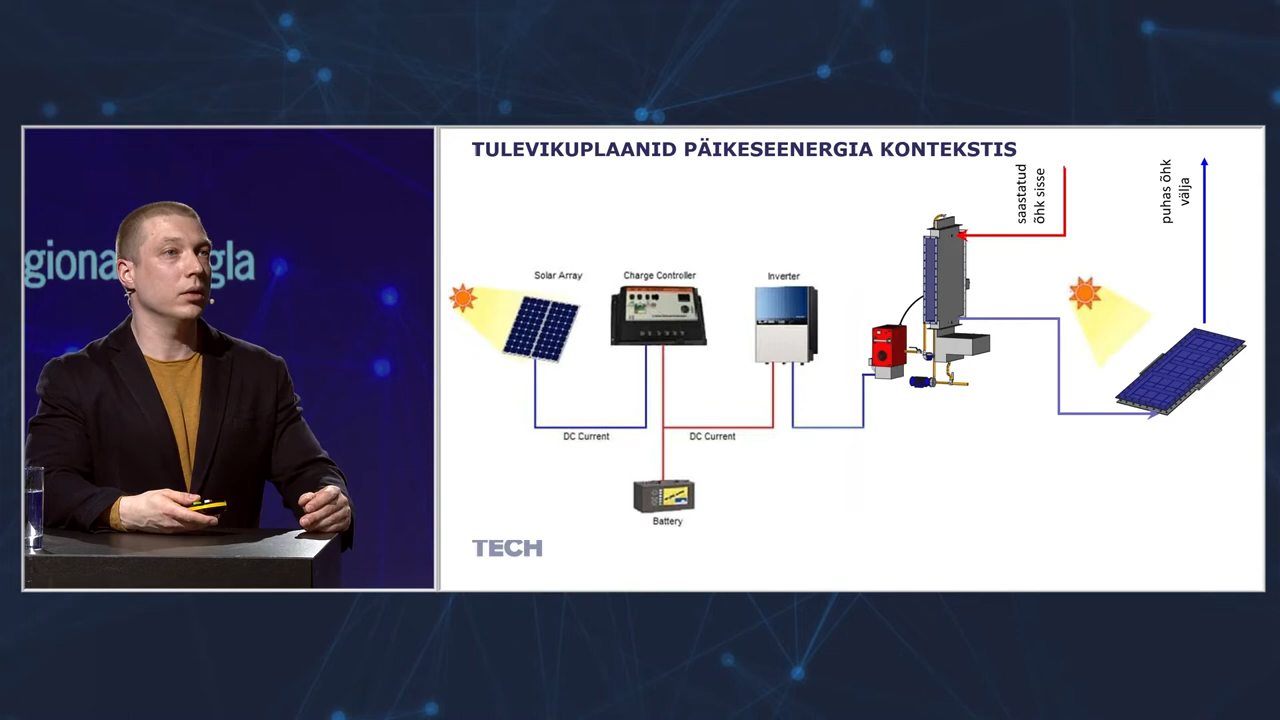 TULEVIKUPLAANID PÄIKESEENERGIA KONTEKSTIS
saastatud
õhk sisse
puhas õhk
välja
Solar Array
Charge Controller
Inverter
DC Current
DC Current
Battery
TECH